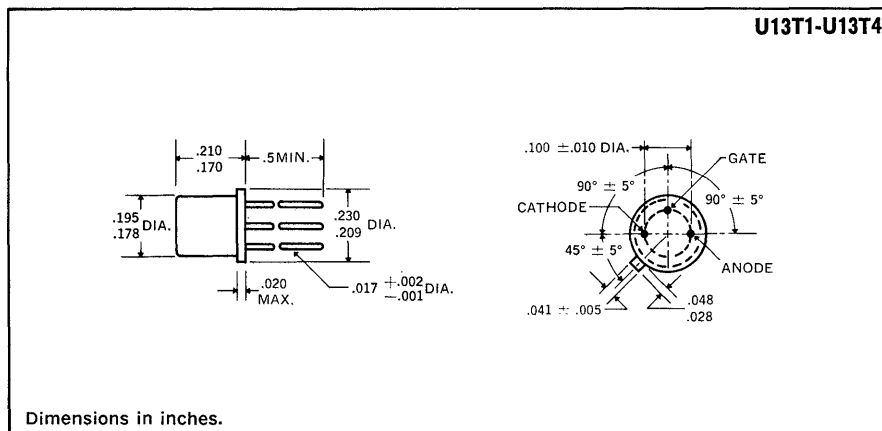 U13T1-U13T4
.210
.170
.5MIN.
.195
.178
DIA.
.230
.209
DIA.
.020
MAX.
.017 +.002 -.001 DIA.
.100 ±.010 DIA.
GATE
90° ± 5°
90° ± 5°
CATHODE
45° ± 5°
ANODE
.041 ± .005
.048
.028
Dimensions in inches.